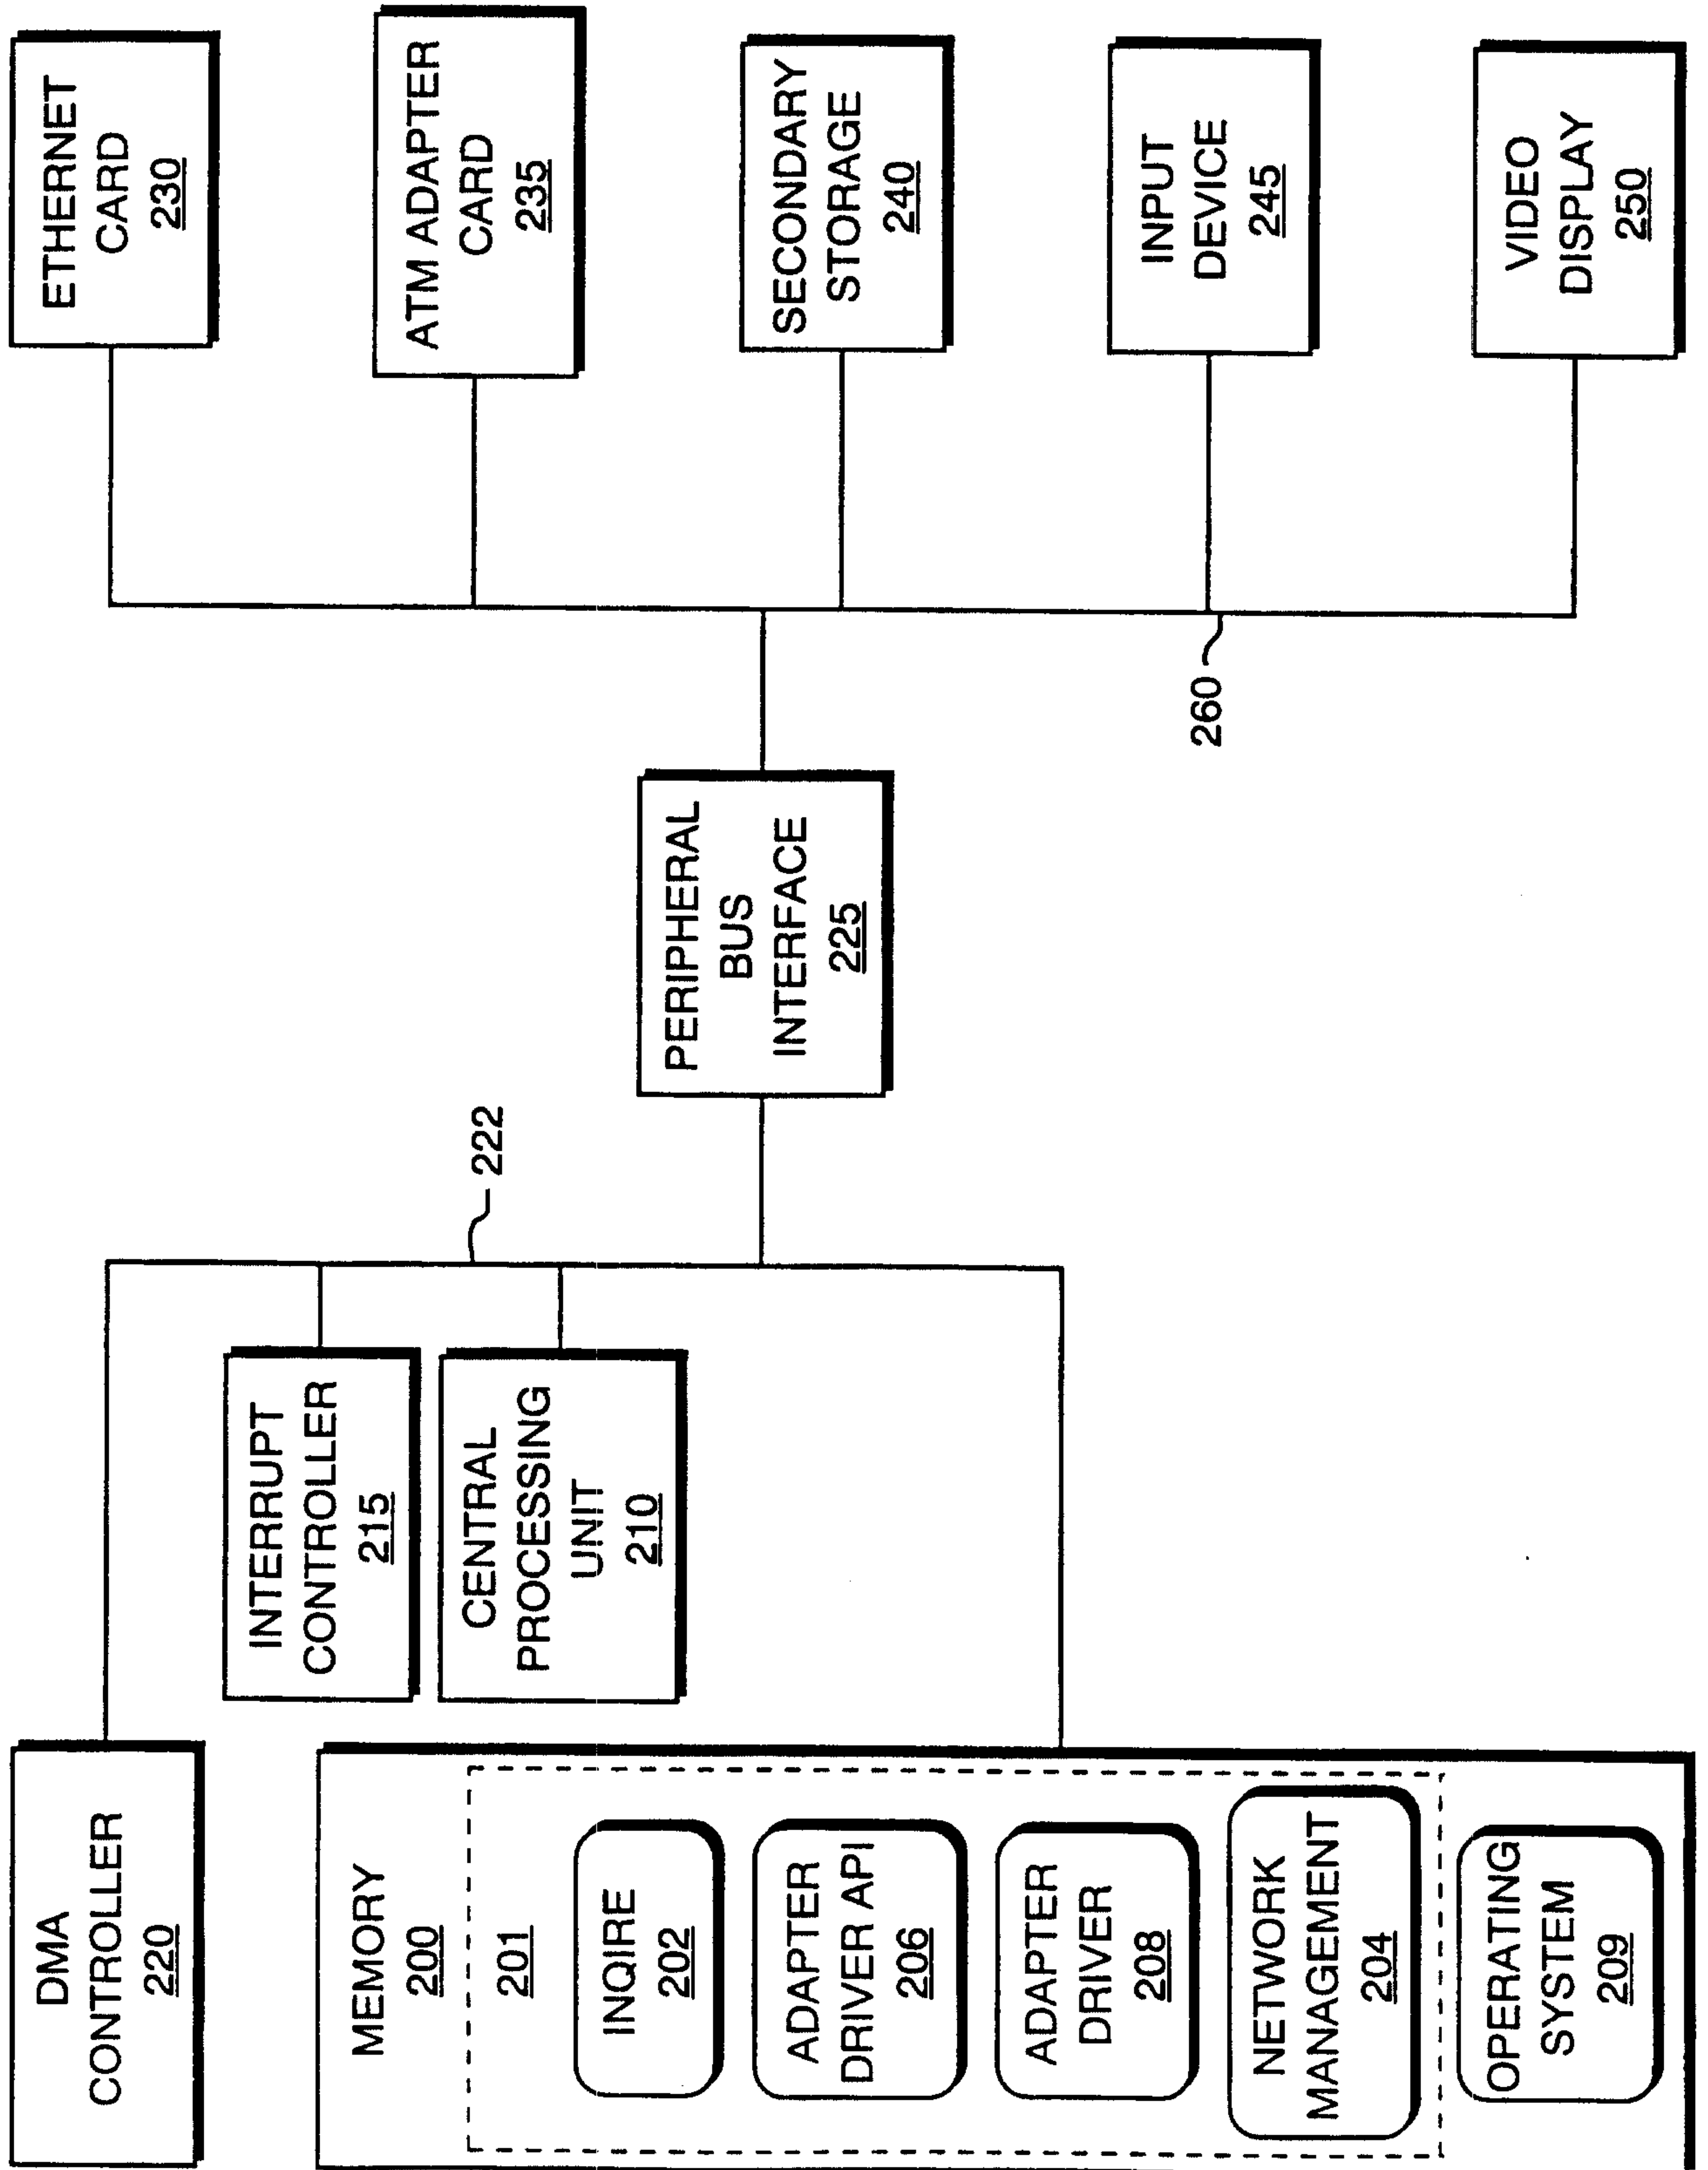 DMA
CONTROLLER
220
MEMORY
200
201
INQIRE
202
ADAPTER
DRIVER API
206
ADAPTER
DRIVER
208
NETWORK
MANAGEMENT
204
OPERATING
SYSTEM
209
INTERRUPT
CONTROLLER
215
CENTRAL
PROCESSING
UNIT
210
222
PERIPHERAL
BUS
INTERFACE
225
260
ETHERNET
CARD
230
ATM ADAPTER
CARD
235
SECONDARY
STORAGE
240
INPUT
DEVICE
245
VIDEO
DISPLAY
250